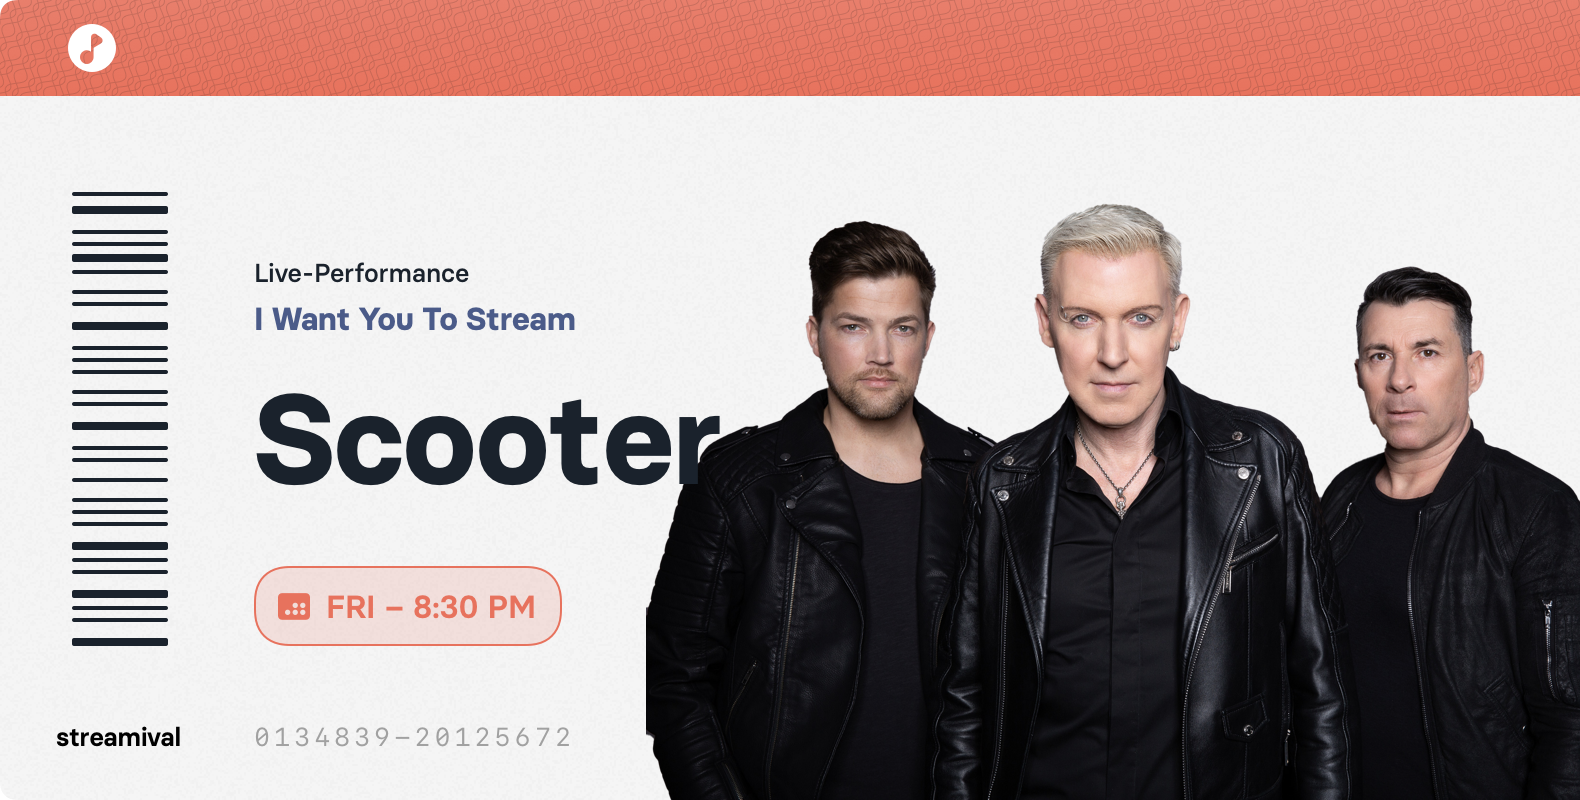 Live-Performance
I Want You To Stream
Scooter
FRI – 8:30 PM
streamival
0134839–20125672